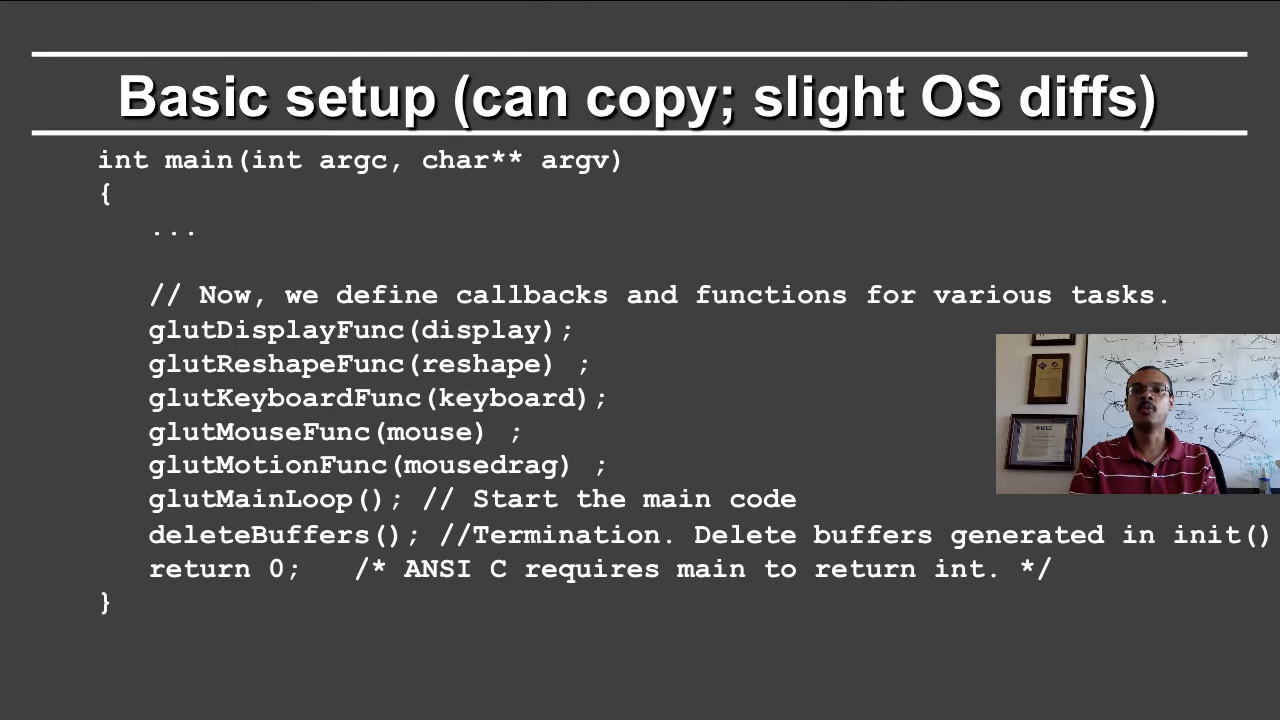 Basic setup (can copy; slight OS diffs)
int main(int argc, char** argv)
{
...
// Now, we define callbacks and functions for various tasks.
glutDisplayFunc(display);
glutReshapeFunc(reshape) ;
glutKeyboardFunc(keyboard);
glutMouseFunc(mouse) ;
glutMotionFunc(mousedrag) ;
glutMainLoop(); // Start the main code
deleteBuffers(); //Termination. Delete buffers generated in init()
return 0; /* ANSI C requires main to return int. */
}